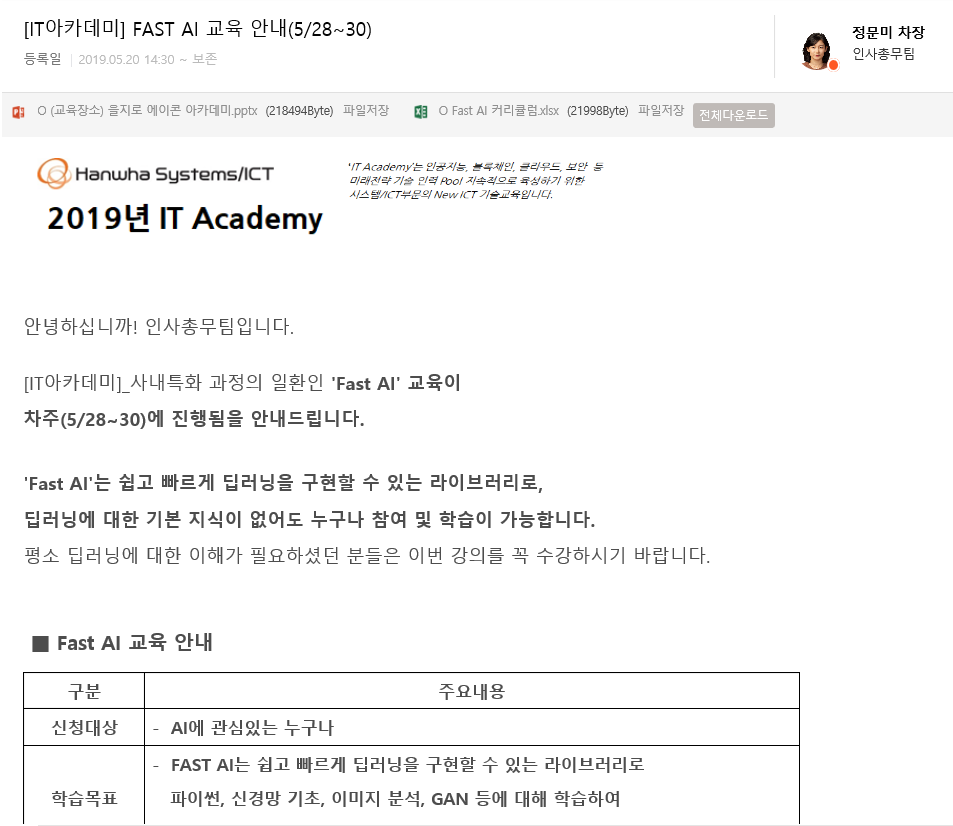 [IT아카데미] FAST AI 교육 안내(5/28~30)
등록일 | 2019.05.20 14:30 ~ 보존
정문미 차장
인사총무팀
O (교육장소) 을지로 에이콘 아카데미.pptx (218494Byte) 파일저장 O Fast AI 커리큘럼.xlsx (21998Byte) 파일저장 전체다운로드
Hanwha Systems/ICT
2019년 IT Academy
'IT Academy'는 인공지능, 블록체인, 클라우드, 보안 등
미래전략 기술 인력 Pool 지속적으로 육성하기 위한
시스템/ICT부문의 New ICT 기술교육입니다.
안녕하십니까! 인사총무팀입니다.
[IT아카데미]_사내특화 과정의 일환인 'Fast AI' 교육이
차주(5/28~30)에 진행됨을 안내드립니다.
'Fast AI'는 쉽고 빠르게 딥러닝을 구현할 수 있는 라이브러리로,
딥러닝에 대한 기본 지식이 없어도 누구나 참여 및 학습이 가능합니다.
평소 딥러닝에 대한 이해가 필요하셨던 분들은 이번 강의를 꼭 수강하시기 바랍니다.
■ Fast AI 교육 안내
구분 주요내용
신청대상 - AI에 관심있는 누구나
학습목표 - FAST AI는 쉽고 빠르게 딥러닝을 구현할 수 있는 라이브러리로
파이썬, 신경망 기초, 이미지 분석, GAN 등에 대해 학습하여